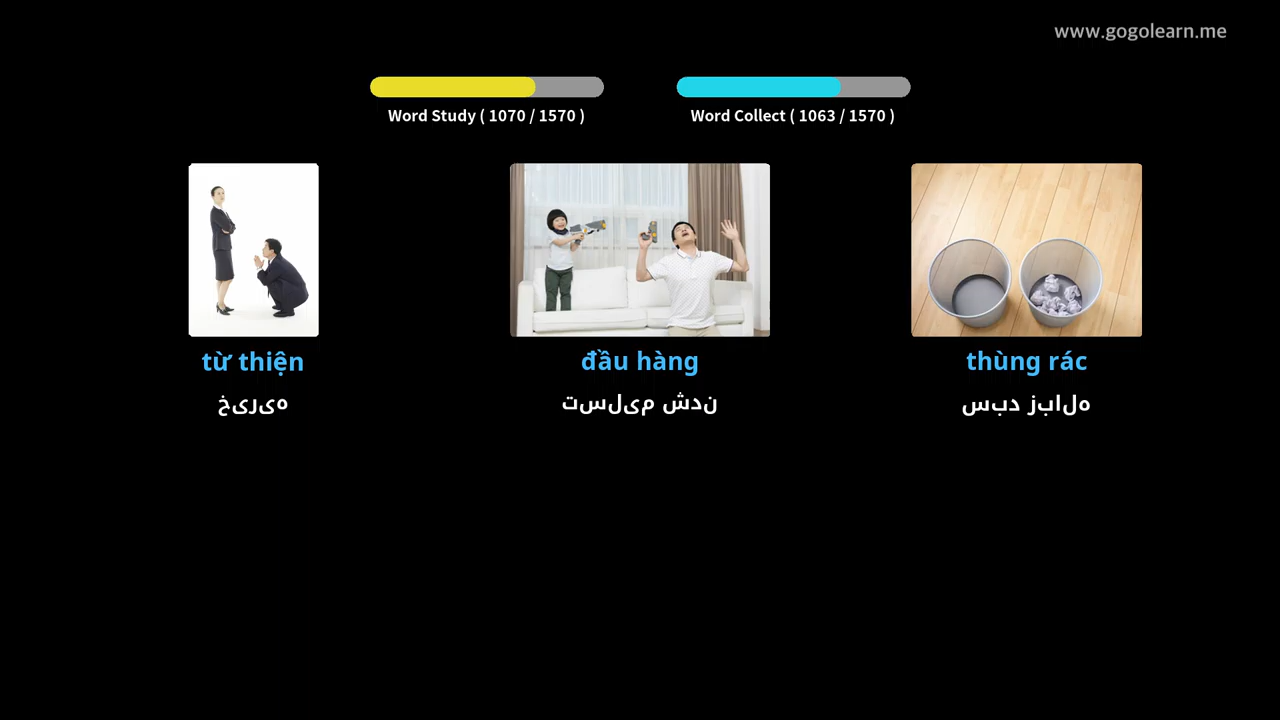 www.gogolearn.me
Word Study ( 1070 / 1570 )
Word Collect ( 1063 / 1570 )
từ thiện
خیریه
đầu hàng
تسلیم شدن
thùng rác
سبد زباله